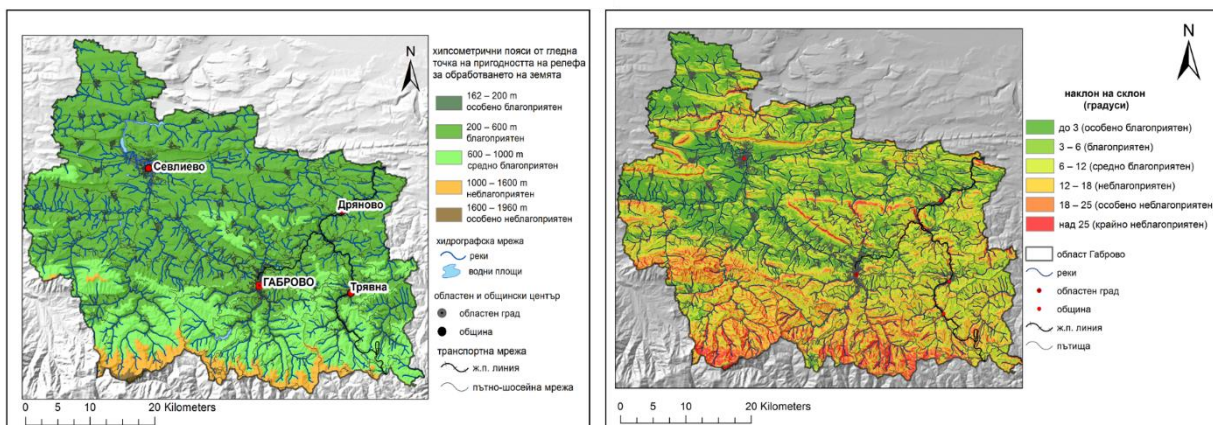 N
хипсометрични пояси от гледна
точка на пригодността на релефа
за обработването на земята
162 – 200 m
особено благоприятен
200 – 600 m
благоприятен
600 – 1000 m
средно благоприятен
1000 – 1600 m
неблагоприятен
1600 – 1960 m
особено неблагоприятен
хидрографска мрежа
реки
водни площи
областен и общински център
областен град
община
транспортна мрежа
ж.п. линия
пътно-шосейна мрежа
Севлиево
Дряново
ГАБРОВО
Трявна
0 5 10 20 Kilometers
N
наклон на склон
(градуси)
до 3 (особено благоприятен)
3 – 6 (благоприятен)
6 – 12 (средно благоприятен)
12 – 18 (неблагоприятен)
18 – 25 (особено неблагоприятен)
над 25 (крайно неблагоприятен)
област Габрово
реки
областен град
община
ж.п. линия
пътища
0 5 10 20 Kilometers